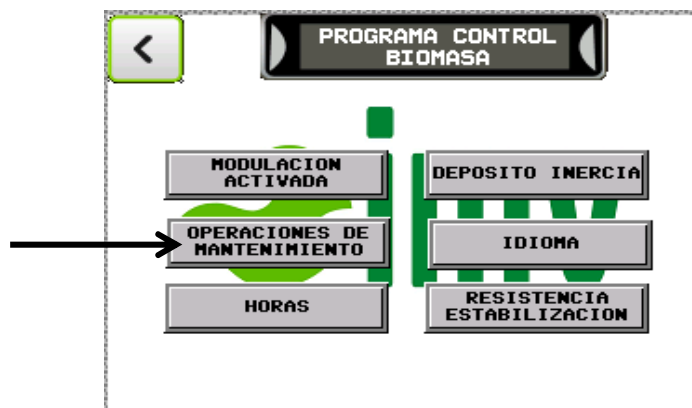 PROGRAMA CONTROL
BIOMASA
MODULACION
ACTIVADA
DEPOSITO INERCIA
OPERACIONES DE
MANTENIMIENTO
IDIOMA
HORAS
RESISTENCIA
ESTABILIZACION